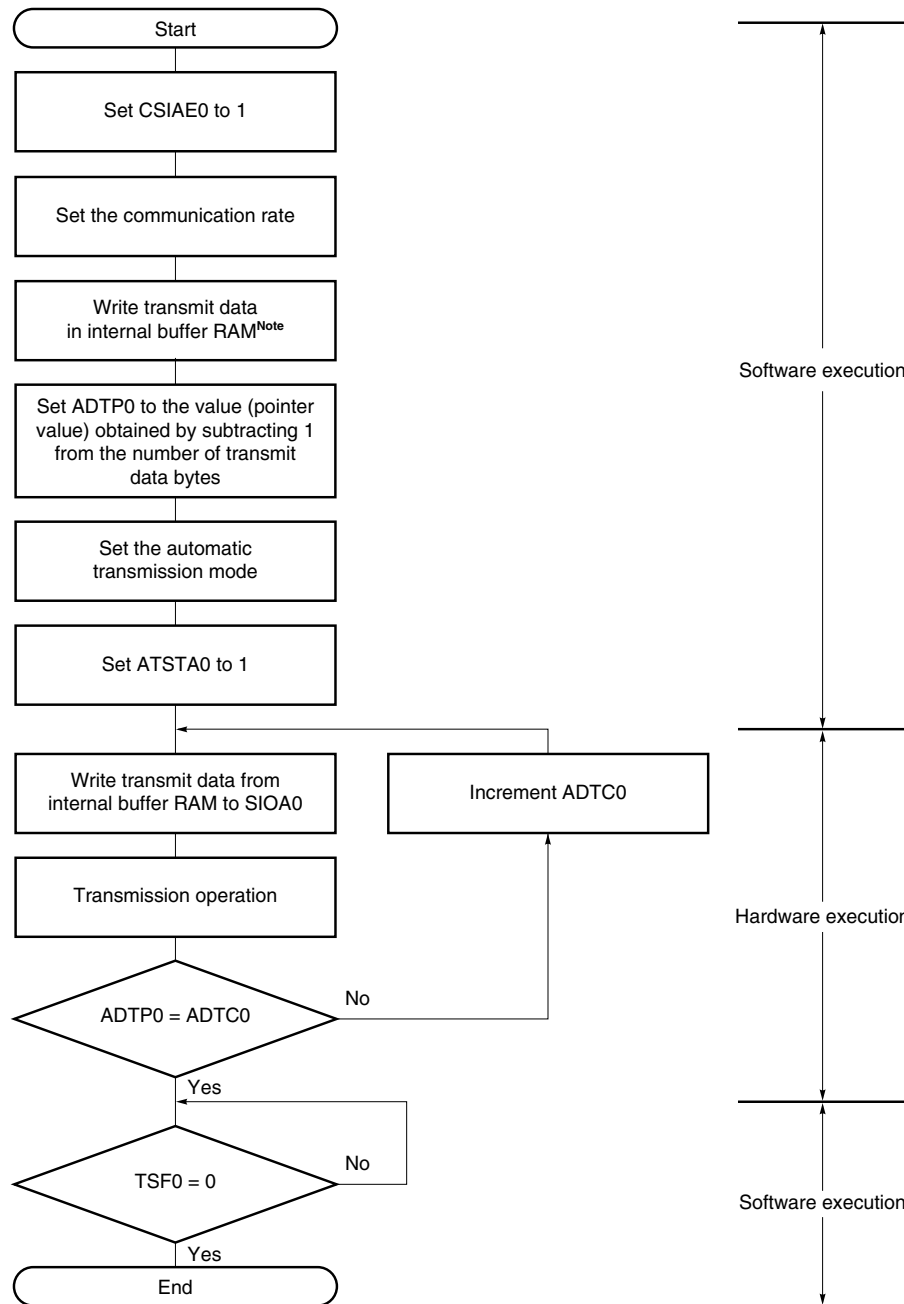 Start
Set CSIAE0 to 1
Set the communication rate
Write transmit data
in internal buffer RAMNote
Software execution
Set ADTP0 to the value (pointer
value) obtained by subtracting 1
from the number of transmit
data bytes
Set the automatic
transmission mode
Set ATSTA0 to 1
Write transmit data from
internal buffer RAM to SIOA0
Increment ADTC0
Transmission operation
Hardware execution
ADTP0 = ADTC0
No
Yes
TSF0 = 0
No
Software execution
Yes
End